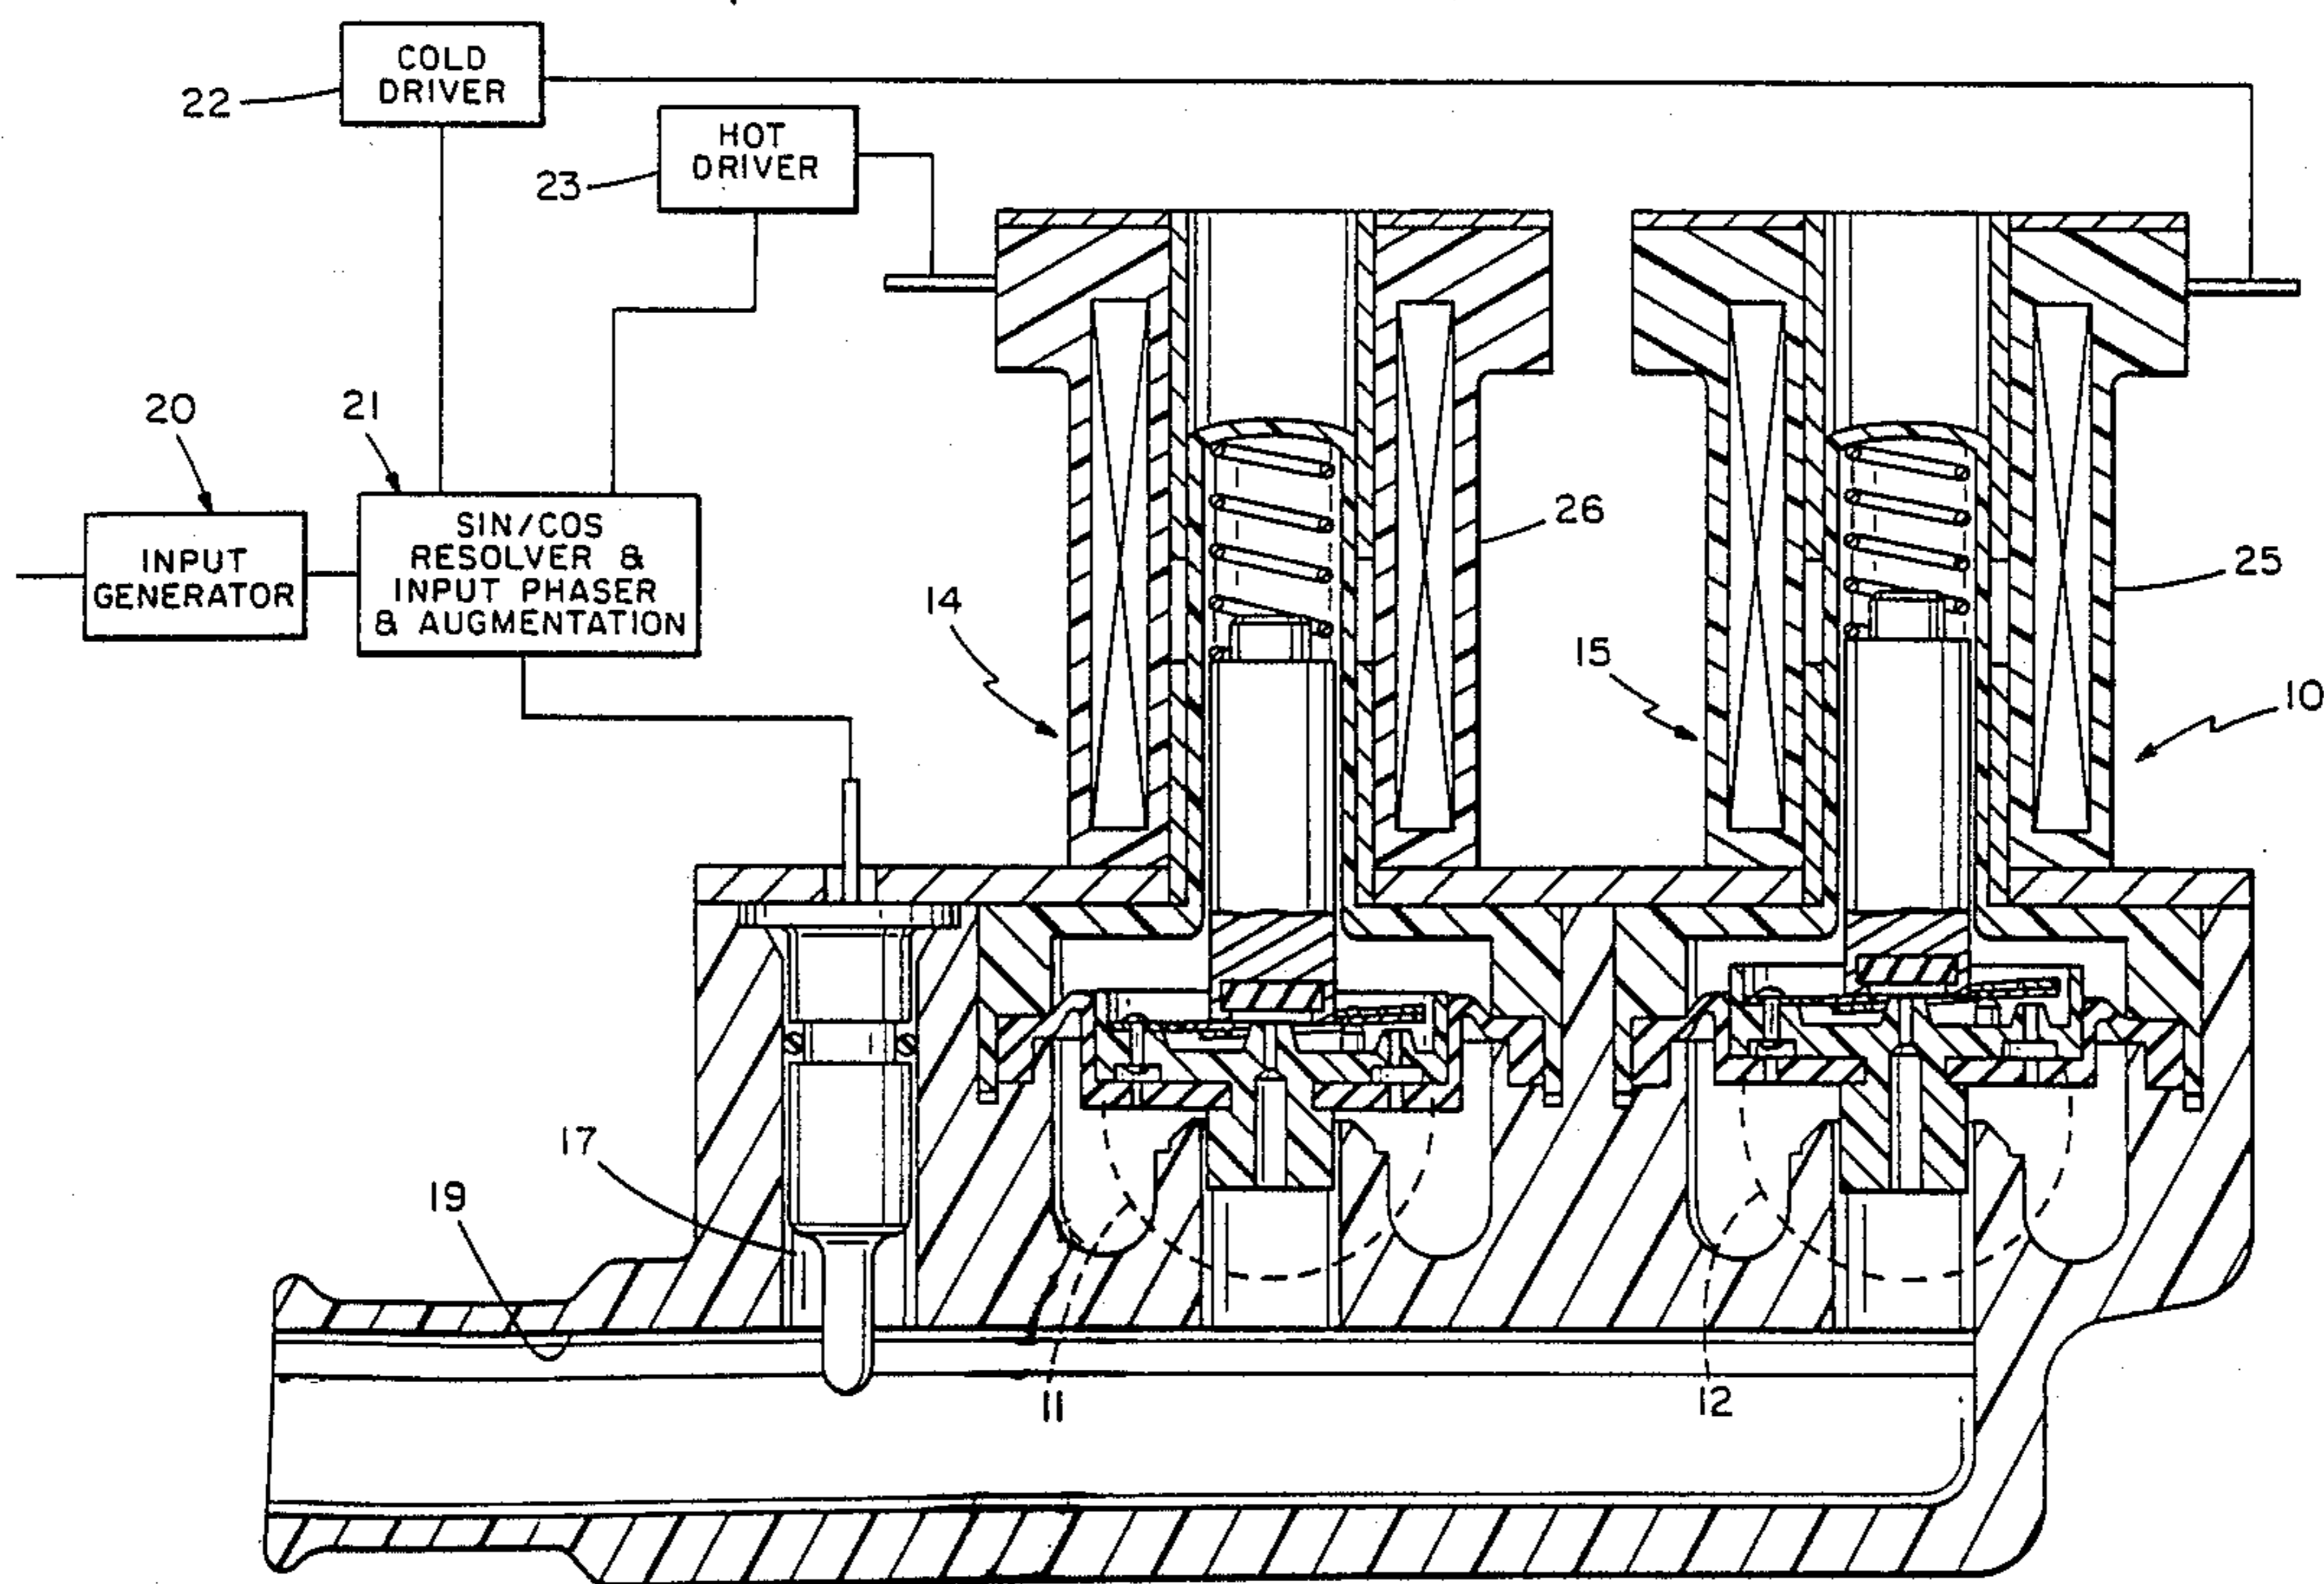 COLD
DRIVER
22
HOT
DRIVER
23
20
21
INPUT
GENERATOR
SIN/COS
RESOLVER &
INPUT PHASER
& AUGMENTATION
26
25
14
15
10
17
19
11
12